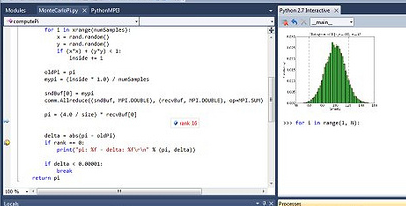 Modules
MonteCarloPi.py
PythonMPI
computePi
for i in xrange(numSamples):
x = rand.random()
y = rand.random()
if (x*x) + (y*y) < 1:
inside += 1
oldPi = pi
mypi = (inside * 1.0) / numSamples
sndBuf[0] = mypi
comm.Allreduce((sndBuf, MPI.DOUBLE), (recvBuf, MPI.DOUBLE), op=MPI.SUM)
pi = (4.0 / size) * recvBuf[0]
rank 16
delta = abs(pi - oldPi)
if rank == 0:
print("pi: %f - delta: %f\r\n" % (pi, delta))
if delta < 0.00001:
break
return pi
100 %
Locals
Python 2.7 Interactive
__main__
>>> for i in range(1, 8):
Processes